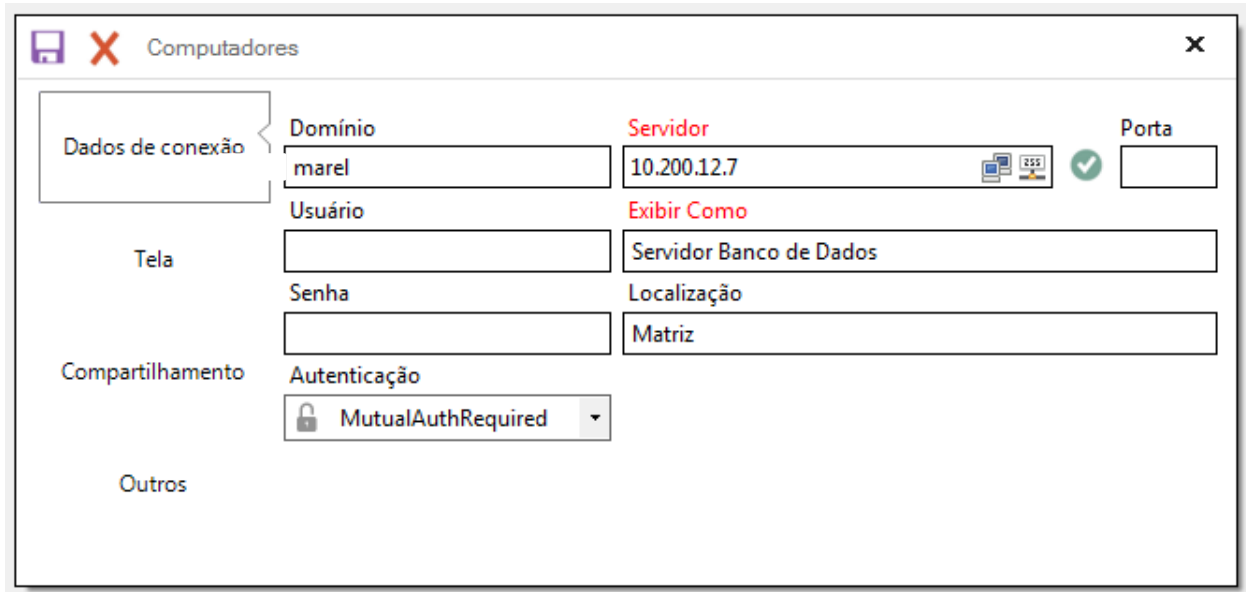 Computadores
Dados de conexão
Tela
Compartilhamento
Outros
Domínio
marel
Servidor
10.200.12.7
Porta
Usuário
Exibir Como
Servidor Banco de Dados
Senha
Localização
Matriz
Autenticação
MutualAuthRequired